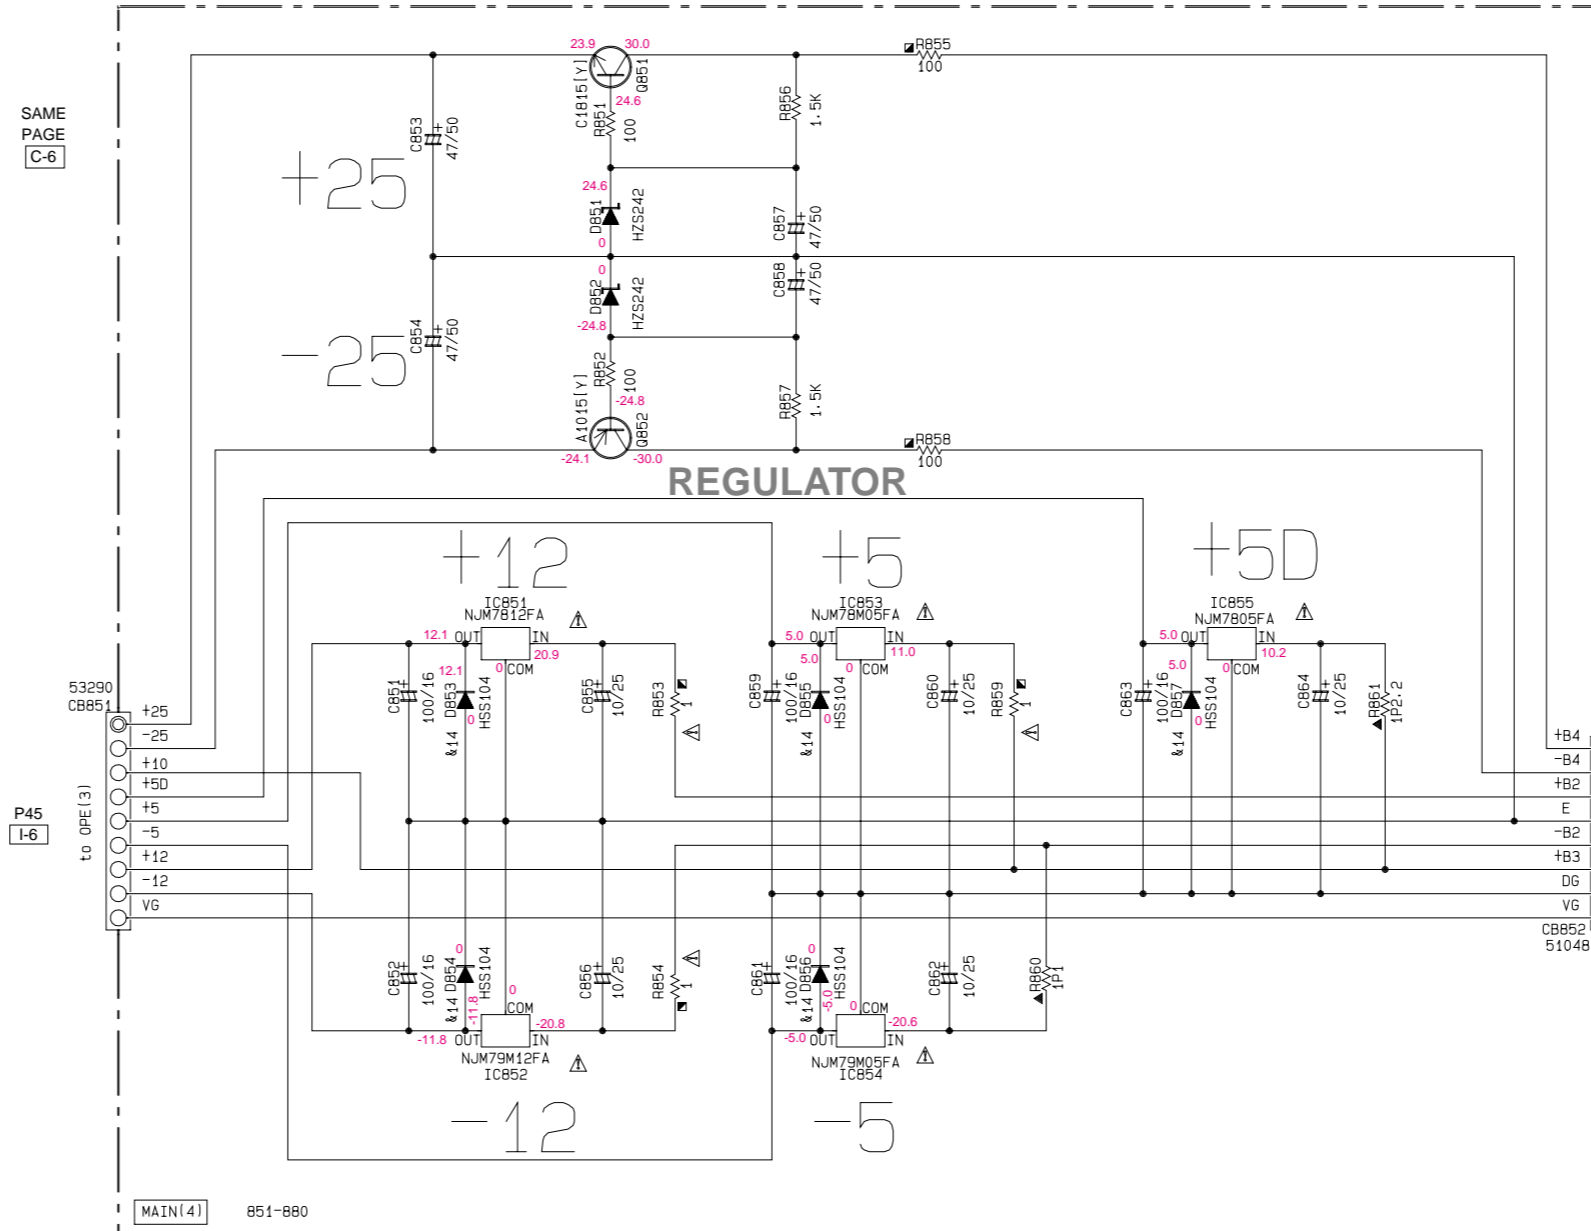 23.9 30.0
R855
100
C1815[Y]
Q851
SAME
PAGE
C-6
24.6
R851
100
R856
1.5K
C853
47/50
+25
24.6
D851
HZS242
0
C857
47/50
0
D852
HZS242
-24.8
C858
47/50
-25
C854
47/50
R852
100
A1015[Y]
-24.8
R857
1.5K
Q852
R858
100
-24.1 -30.0
REGULATOR
+12 +5 +5D
IC851 IC853 IC855
NJM7812FA NJM78M05FA NJM7805FA
12.1 OUT IN 5.0 OUT IN 5.0 OUT IN
20.9 11.0 10.2
12.1 0 COM 5.0 0 COM 5.0 0 COM
C851
100/16
D853
HSS104
&14
0
C855
10/25
R853
1
C859
100/16
D855
HSS104
&14
0
C860
10/25
R859
1
C863
100/16
D857
HSS104
&14
0
C864
10/25
R861
1P2.2
53290
CB851
+25
-25
+10
+5D
+5
-5
+12
-12
VG
to OPE(3)
P45
I-6
+B4
-B4
+B2
E
-B2
+B3
DG
VG
CB852
51048
C852
100/16
D854
HSS104
&14
0
-11.8
0
COM
C856
10/25
R854
1
C861
100/16
D856
HSS104
&14
0
-5.0
0
COM
C862
10/25
R860
1P1
-11.8 OUT IN -20.8
-5.0 OUT IN -20.6
NJM79M12FA NJM79M05FA
IC852 IC854
-12 -5
MAIN(4) 851-880